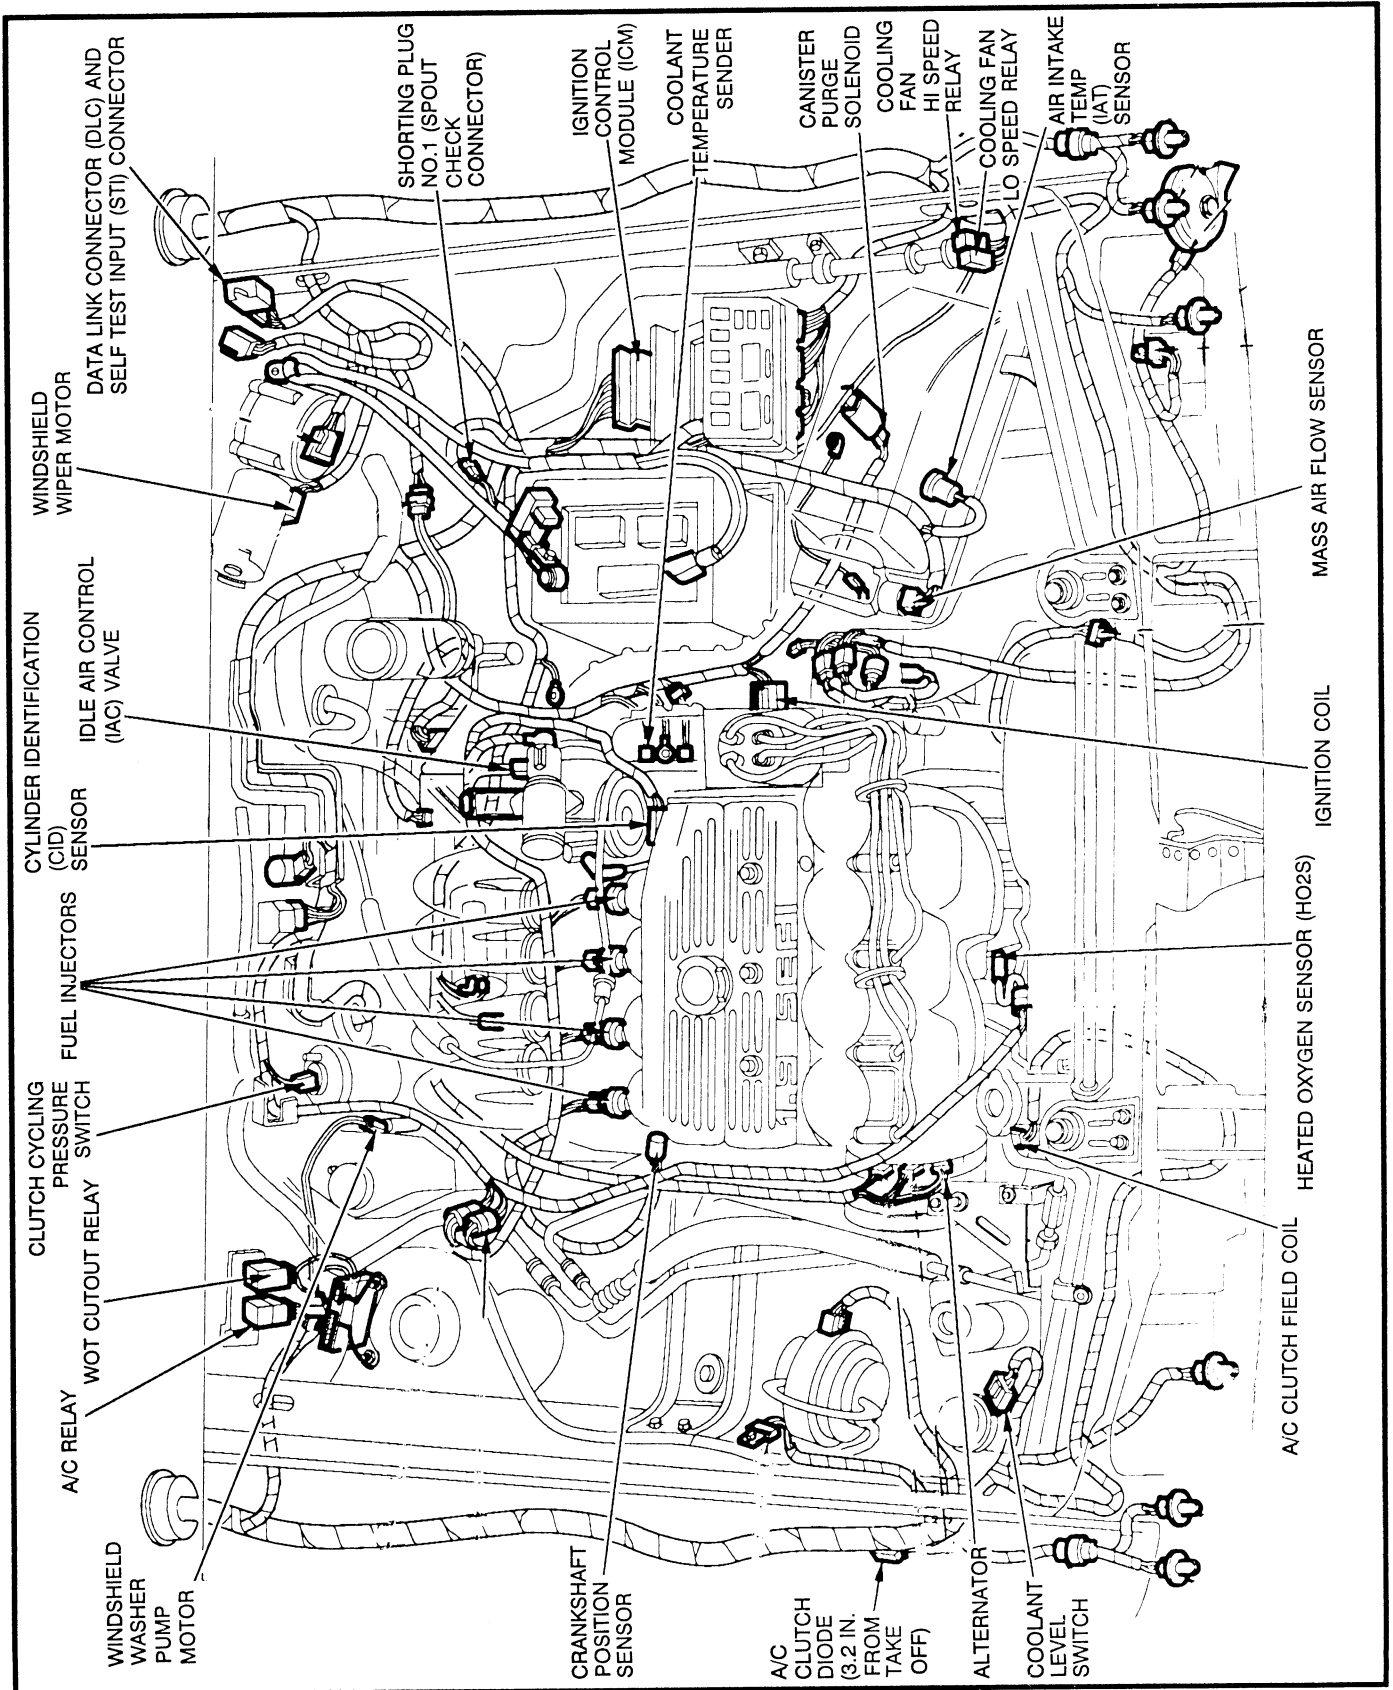 WINDSHIELD
WASHER
PUMP
MOTOR
A/C RELAY
WOT CUTOUT RELAY
CLUTCH CYCLING
PRESSURE
SWITCH
FUEL INJECTORS
CYLINDER IDENTIFICATION
(CID)
SENSOR
IDLE AIR CONTROL
(IAC) VALVE
WINDSHIELD
WIPER MOTOR
DATA LINK CONNECTOR (DLC) AND
SELF TEST INPUT (STI) CONNECTOR
SHORTING PLUG
NO.1 (SPOUT
CHECK
CONNECTOR)
IGNITION
CONTROL
MODULE (ICM)
COOLANT
TEMPERATURE
SENDER
CANISTER
PURGE
SOLENOID
COOLING
FAN
HI SPEED
RELAY
COOLING FAN
LO SPEED RELAY
AIR INTAKE
TEMP
(IAT)
SENSOR
CRANKSHAFT
POSITION
SENSOR
A/C
CLUTCH
DIODE
(3.2 IN.
FROM
TAKE
OFF)
ALTERNATOR
COOLANT
LEVEL
SWITCH
SEFI
A/C CLUTCH FIELD COIL
HEATED OXYGEN SENSOR (HO2S)
IGNITION COIL
MASS AIR FLOW SENSOR